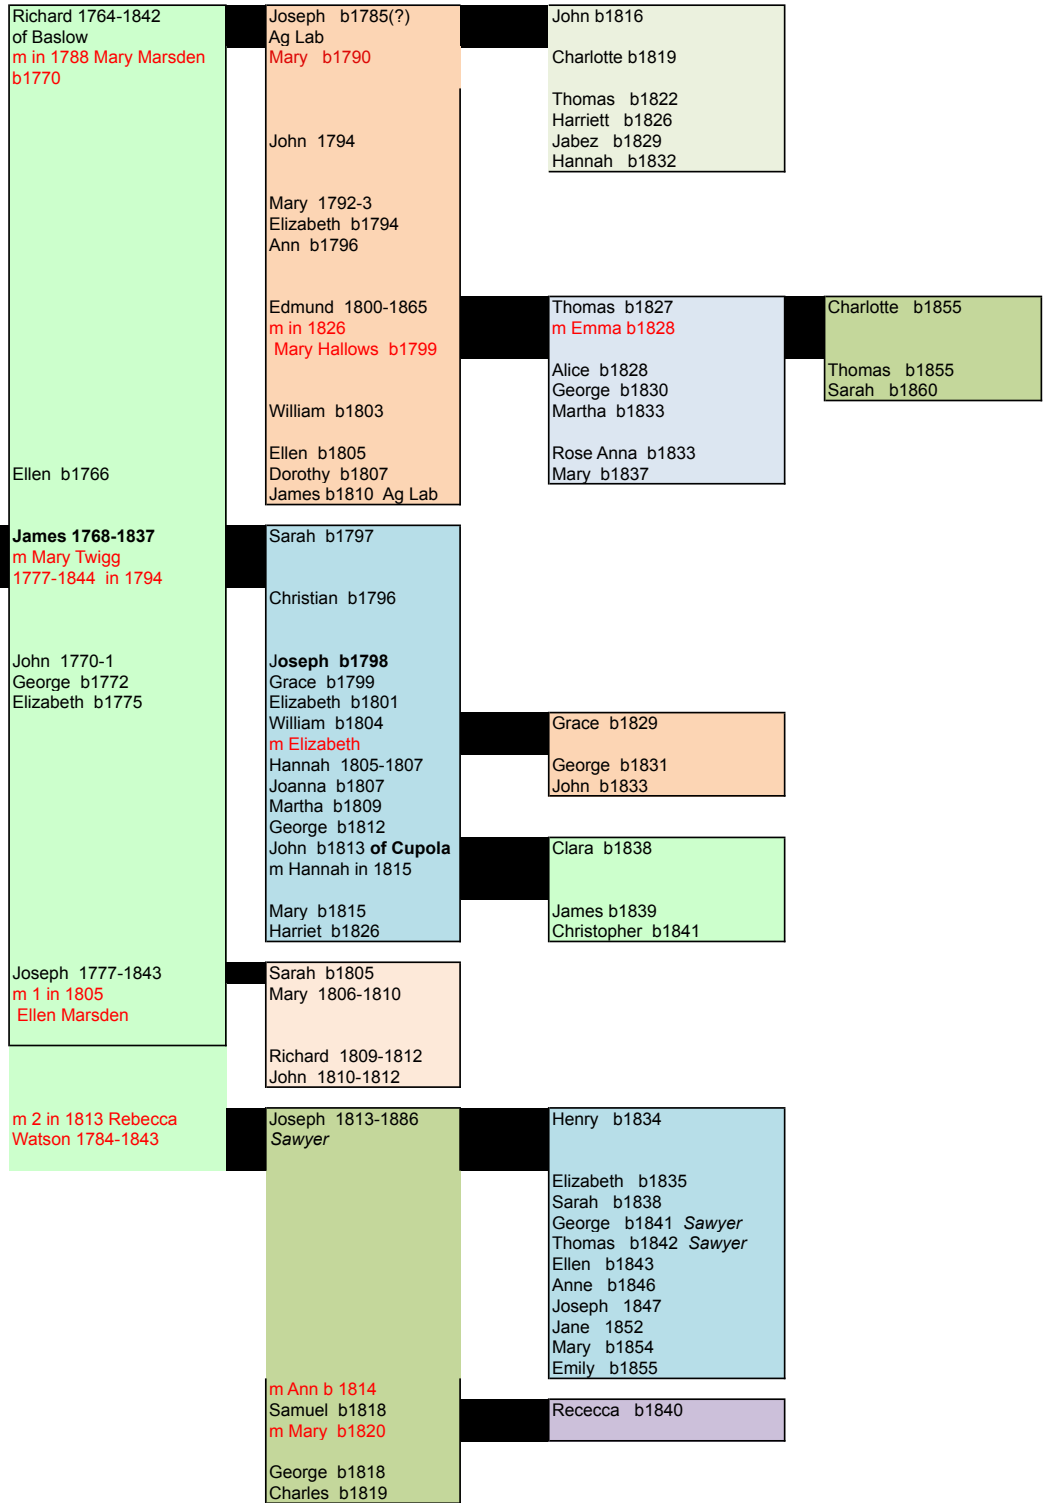 Richard 1764-1842
of Baslow
m in 1788 Mary Marsden
b1770
Ellen b1766
James 1768-1837
m Mary Twigg
1777-1844 in 1794
John 1770-1
George b1772
Elizabeth b1775
Joseph 1777-1843
m 1 in 1805
Ellen Marsden
m 2 in 1813 Rebecca
Watson 1784-1843
Joseph b1785(?)
Ag Lab
Mary b1790
John 1794
Mary 1792-3
Elizabeth b1794
Ann b1796
Edmund 1800-1865
m in 1826
Mary Hallows b1799
William b1803
Ellen b1805
Dorothy b1807
James b1810 Ag Lab
Sarah b1797
Christian b1796
Joseph b1798
Grace b1799
Elizabeth b1801
William b1804
m Elizabeth
Hannah 1805-1807
Joanna b1807
Martha b1809
George b1812
John b1813 of Cupola
m Hannah in 1815
Mary b1815
Harriet b1826
Sarah b1805
Mary 1806-1810
Richard 1809-1812
John 1810-1812
Joseph 1813-1886
Sawyer
m Ann b 1814
Samuel b1818
m Mary b1820
George b1818
Charles b1819
John b1816
Charlotte b1819
Thomas b1822
Harriett b1826
Jabez b1829
Hannah b1832
Thomas b1827
m Emma b1828
Alice b1828
George b1830
Martha b1833
Rose Anna b1833
Mary b1837
Grace b1829
George b1831
John b1833
Clara b1838
James b1839
Christopher b1841
Henry b1834
Elizabeth b1835
Sarah b1838
George b1841 Sawyer
Thomas b1842 Sawyer
Ellen b1843
Anne b1846
Joseph 1847
Jane 1852
Mary b1854
Emily b1855
Rececca b1840
Charlotte b1855
Thomas b1855
Sarah b1860